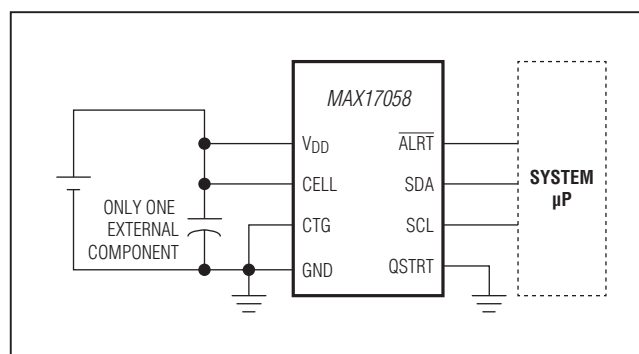 MAX17058
VDD
CELL
CTG
GND
ALRT
SDA
SCL
QSTRT
ONLY ONE
EXTERNAL
COMPONENT
SYSTEM
µP